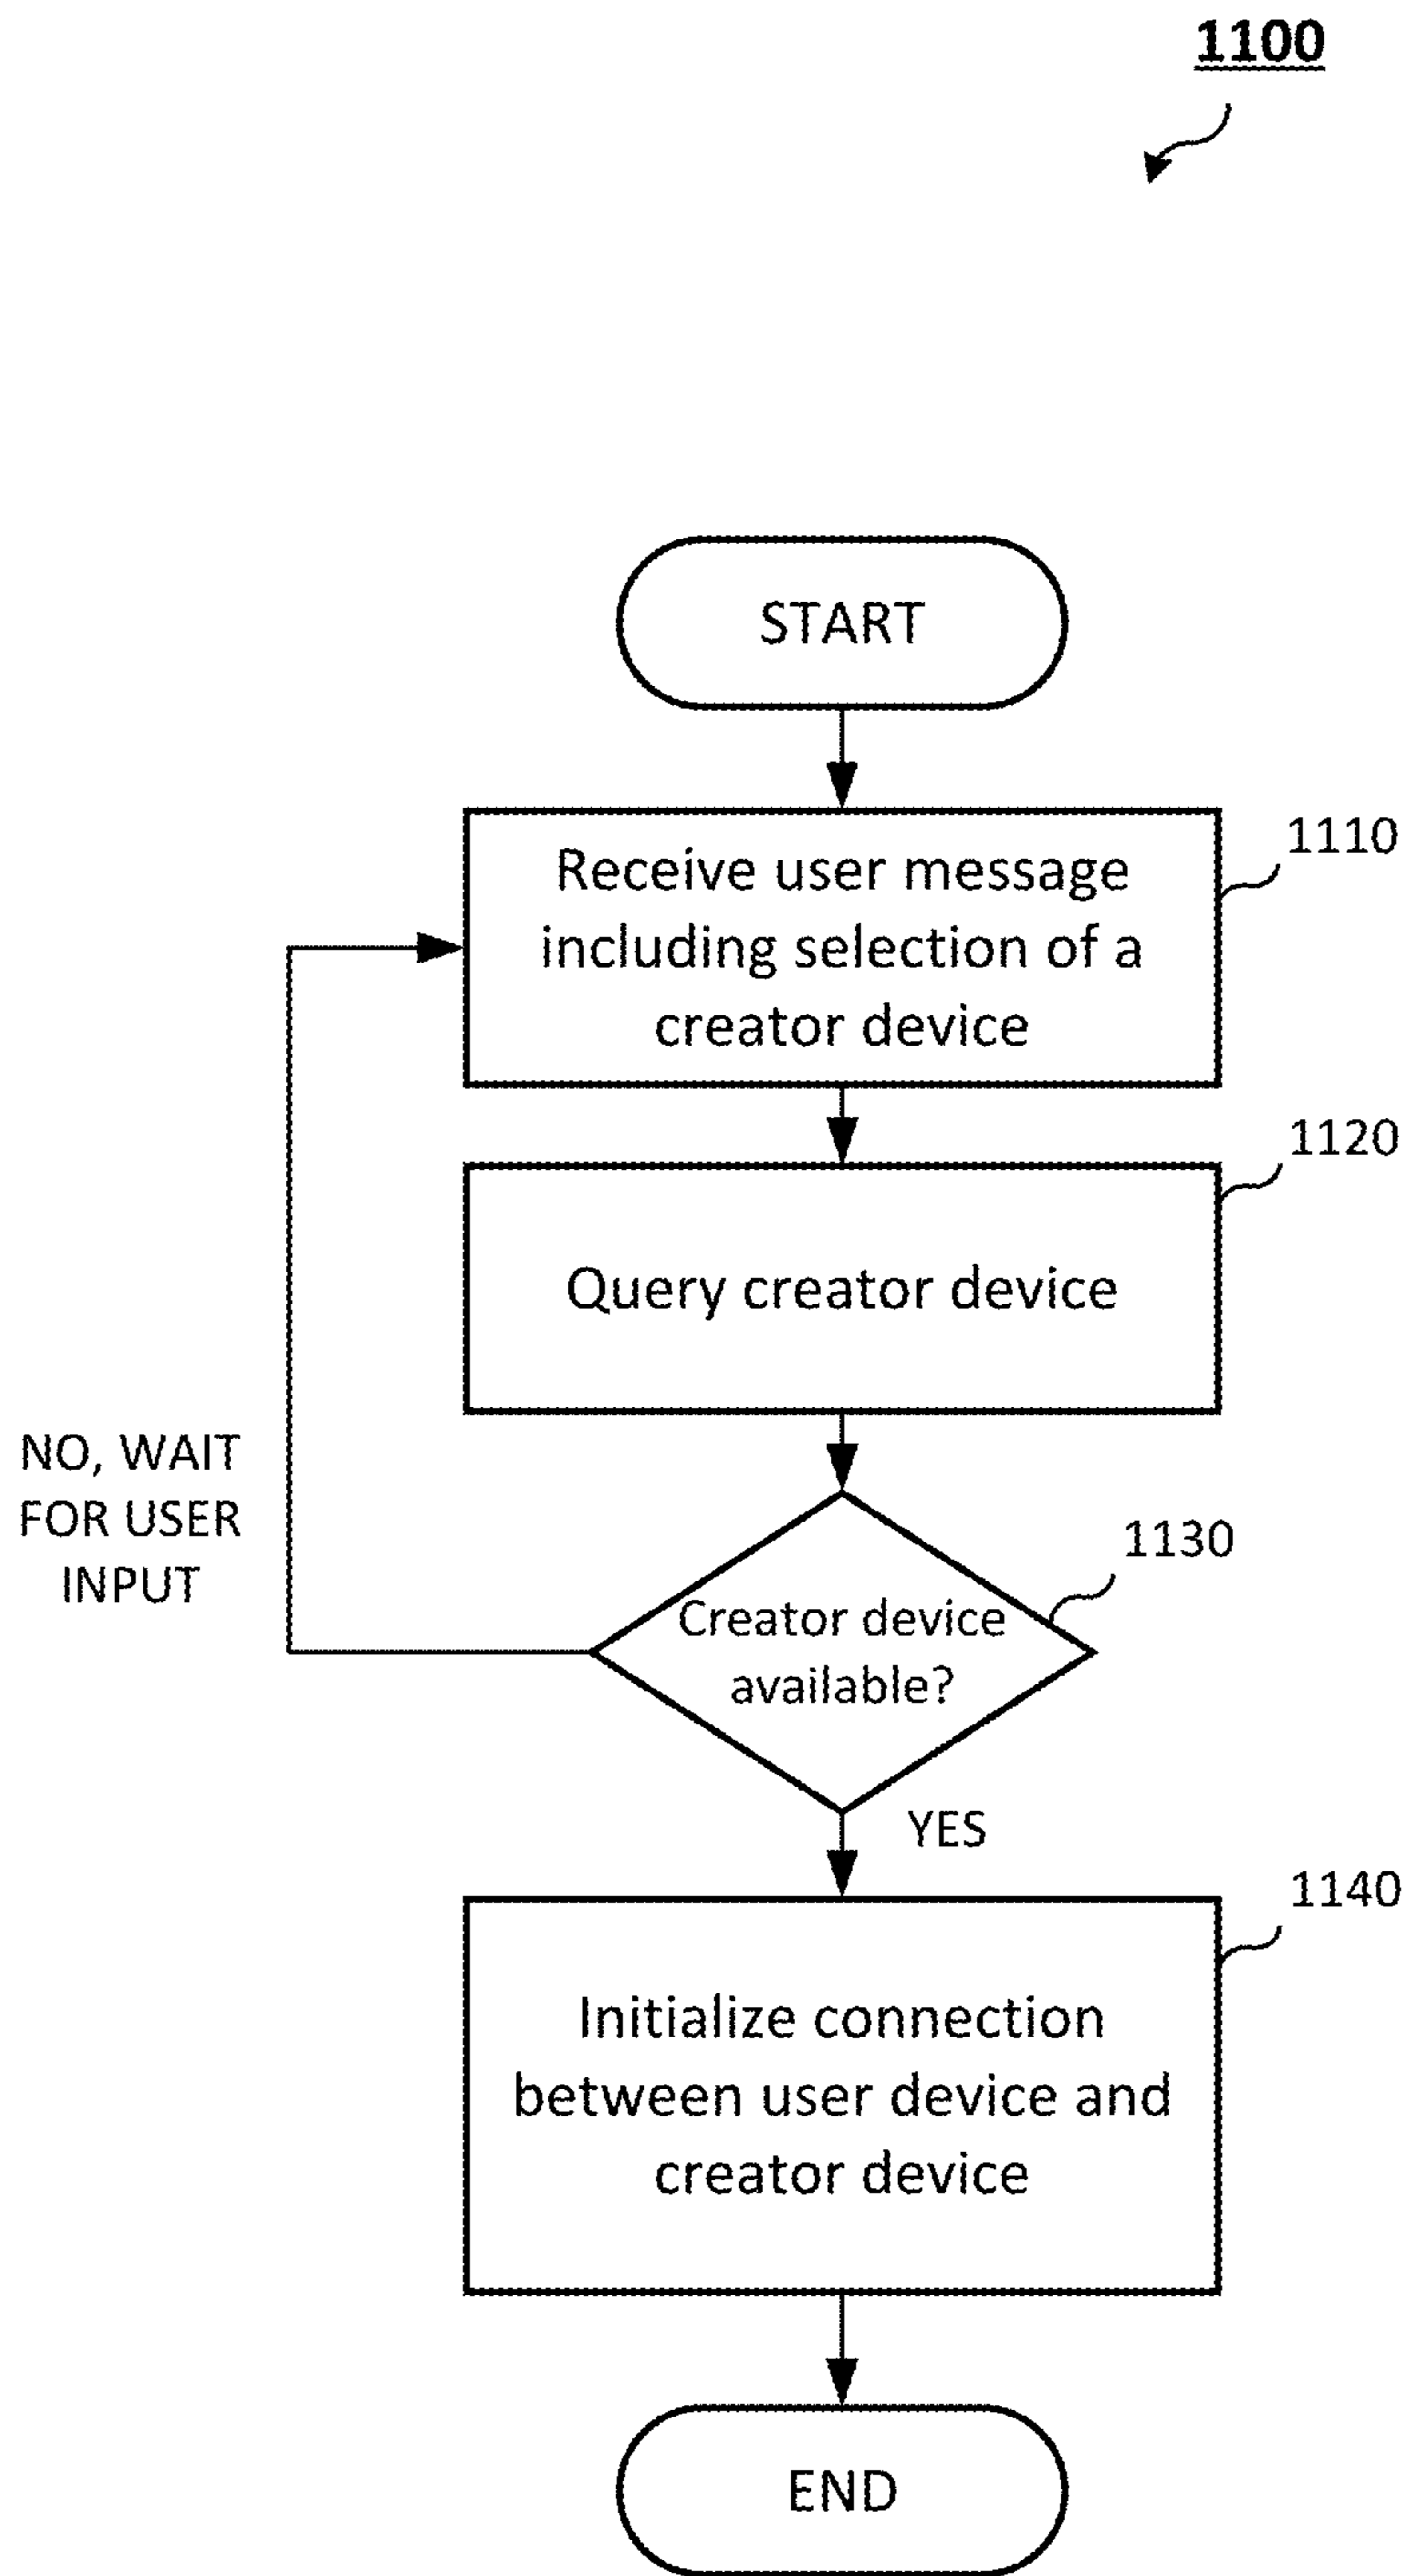 1100
START
Receive user message
including selection of a
creator device
1110
Query creator device
1120
NO, WAIT
FOR USER
INPUT
Creator device
available?
1130
YES
Initialize connection
between user device and
creator device
1140
END